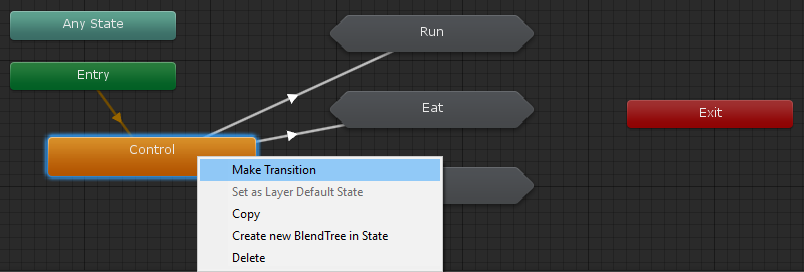 Any State
Run
Entry
Eat
Exit
Control
Make Transition
Set as Layer Default State
Copy
Create new BlendTree in State
Delete